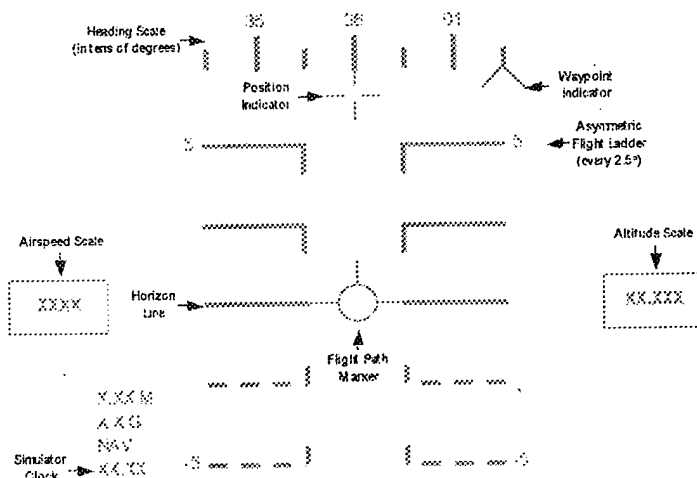 35 36 01
Heading Scale
(in tens of degrees)
Position
Indicator
Waypoint
Indicator
5 5
Asymmetric
Flight Ladder
(every 2.5°)
Airspeed Scale
Altitude Scale
XXXX
Horizon
Line
XX.XXX
Flight Path
Marker
X.XX M
X.X G
NAV
Simulator
Clock
XX:XX
-5 -5